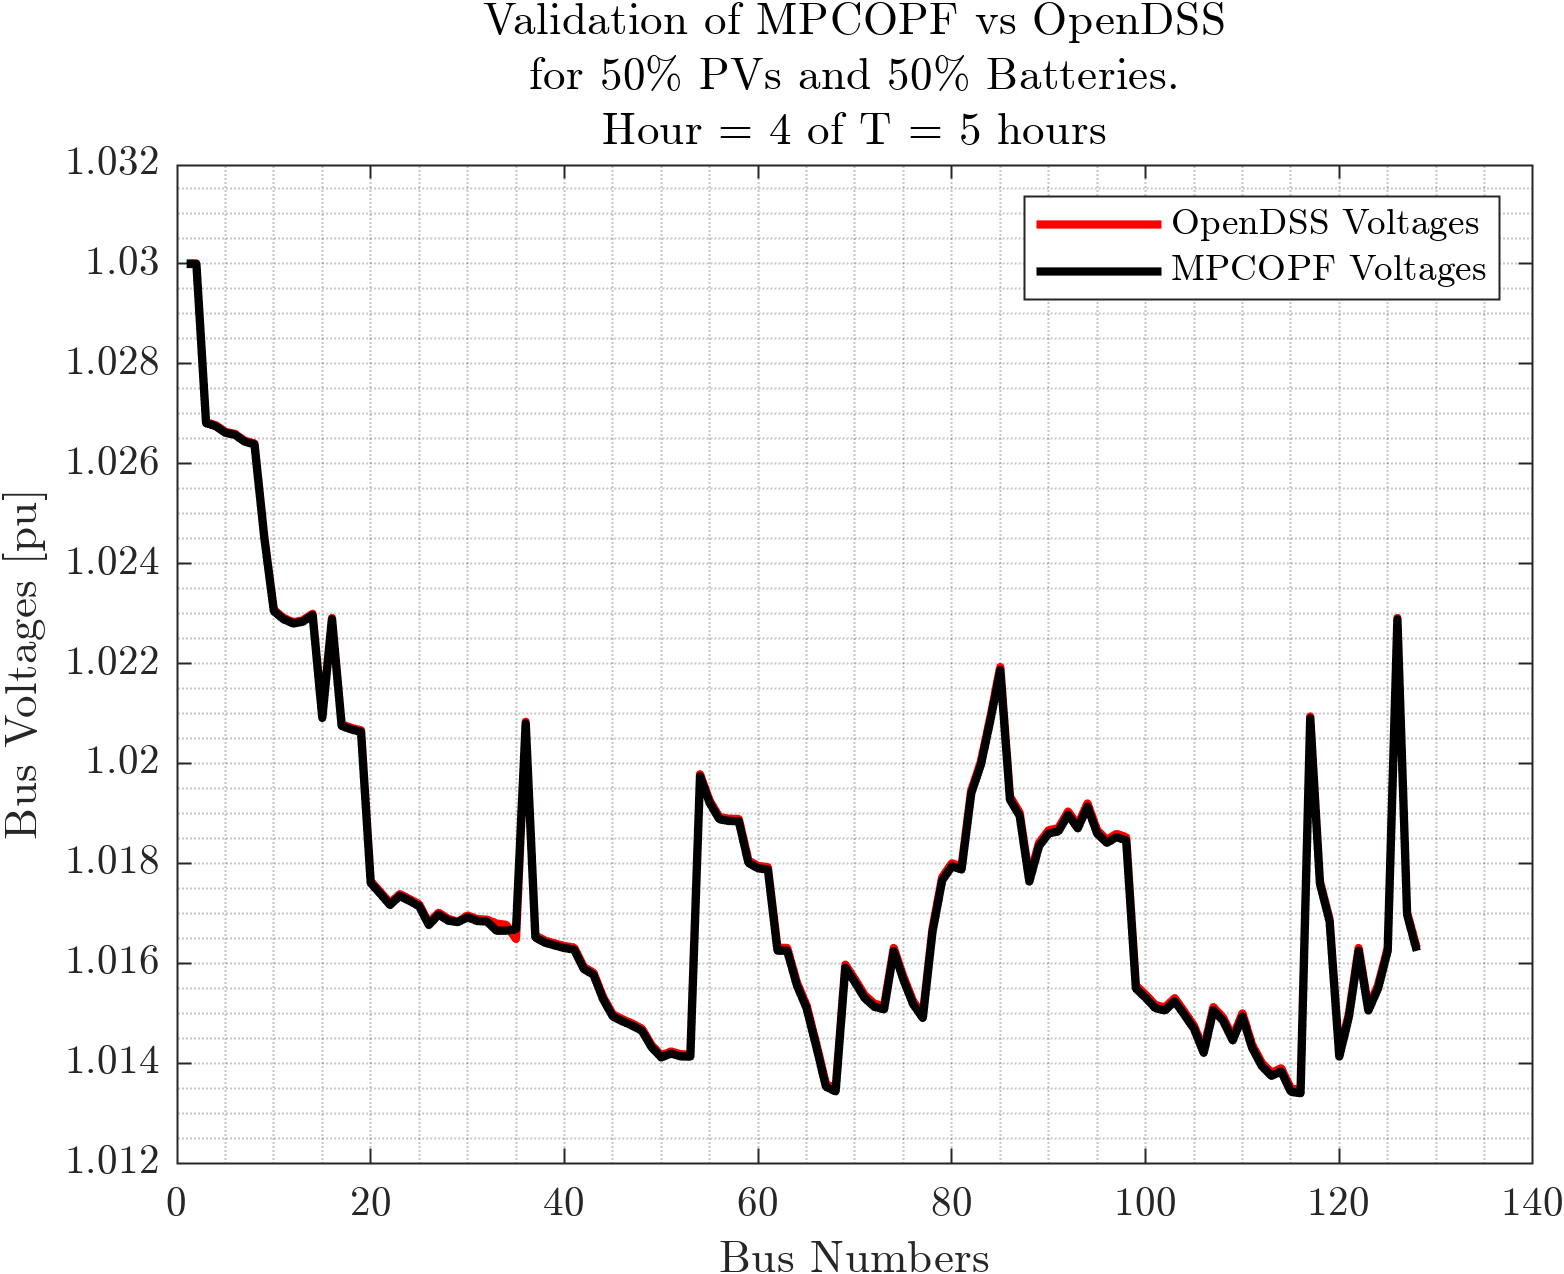 Validation of MPCOPF vs OpenDSS
for 50% PVs and 50% Batteries.
Hour = 4 of T = 5 hours
OpenDSS Voltages
MPCOPF Voltages
Bus Voltages [pu]
1.032
1.03
1.028
1.026
1.024
1.022
1.02
1.018
1.016
1.014
1.012
0 20 40 60 80 100 120 140
Bus Numbers